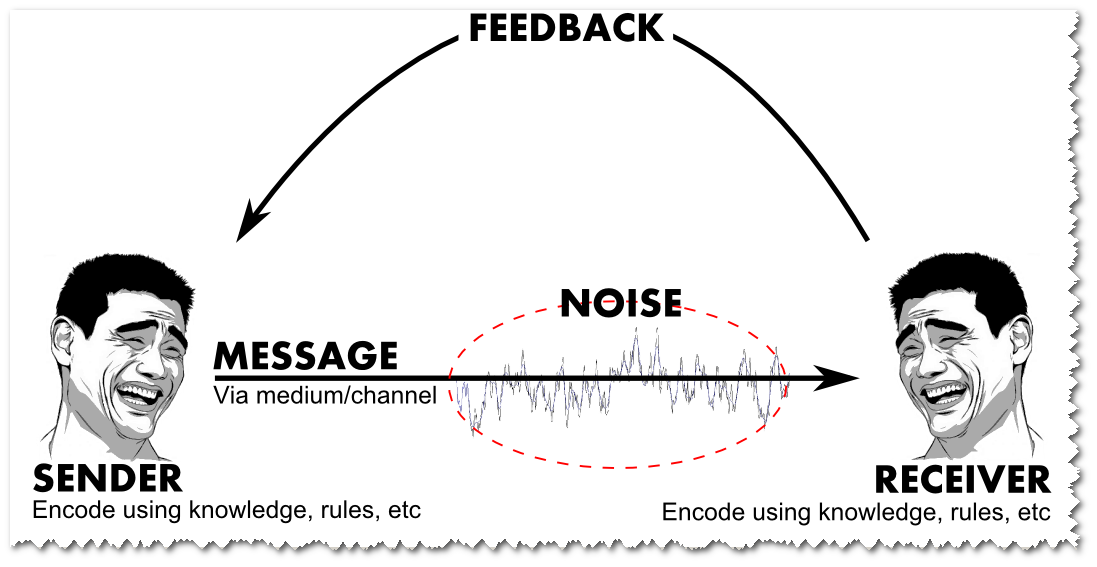 FEEDBACK
NOISE
MESSAGE
Via medium/channel
SENDER
Encode using knowledge, rules, etc
RECEIVER
Encode using knowledge, rules, etc